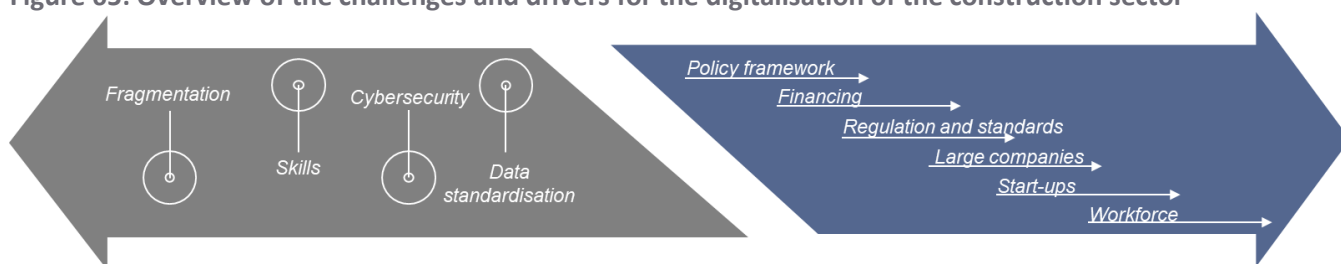 Figure 65: Overview of the challenges and drivers for the digitalisation of the construction sector
Fragmentation
Skills
Cybersecurity
Data
standardisation
Policy framework
Financing
Regulation and standards
Large companies
Start-ups
Workforce